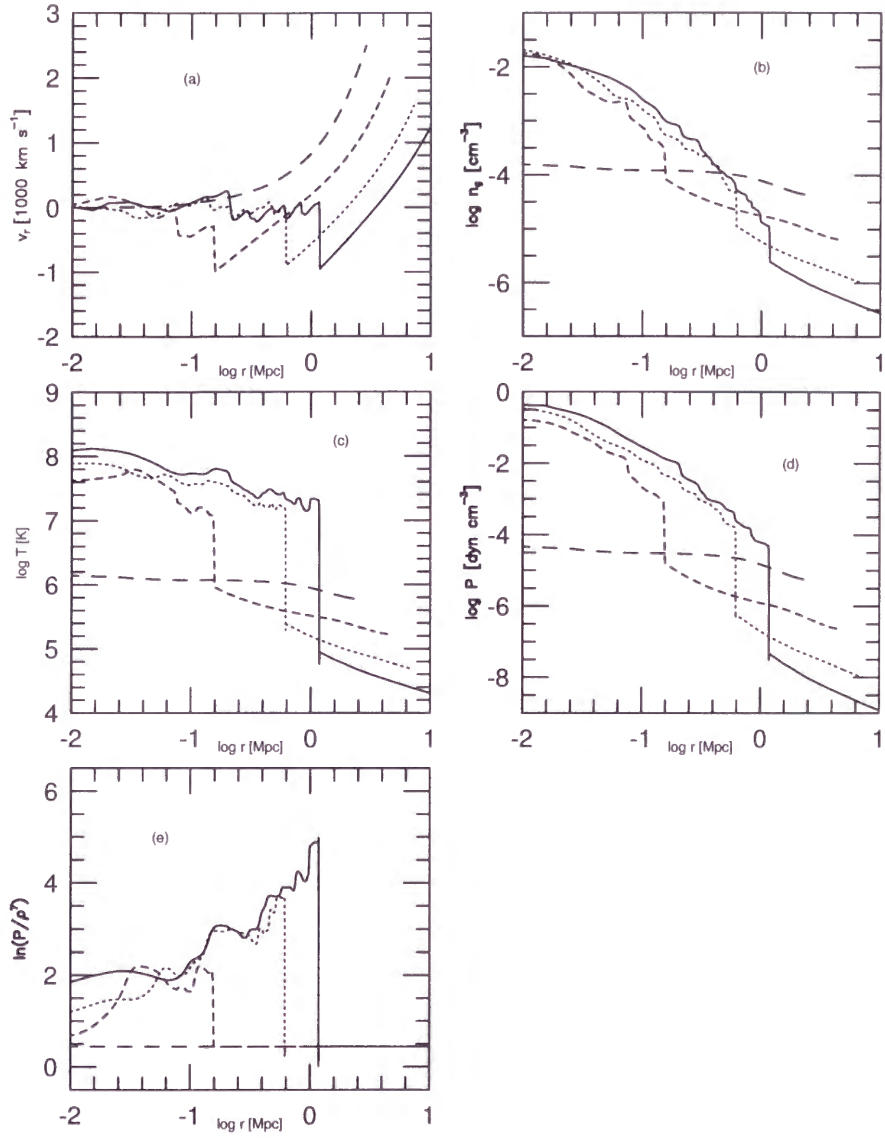 3
2
1
0
-1
-2
v_r [1000 km s⁻¹]
(a)
-2
-1
0
1
log r [Mpc]
-2
-4
-6
log n_g [cm⁻³]
(b)
-2
-1
0
1
log r [Mpc]
9
8
7
6
5
4
log T [K]
(c)
-2
-1
0
1
log r [Mpc]
0
-2
-4
-6
-8
log P [dyn cm⁻³]
(d)
-2
-1
0
1
log r [Mpc]
6
4
2
0
ln(P/ρ^γ)
(e)
-2
-1
0
1
log r [Mpc]